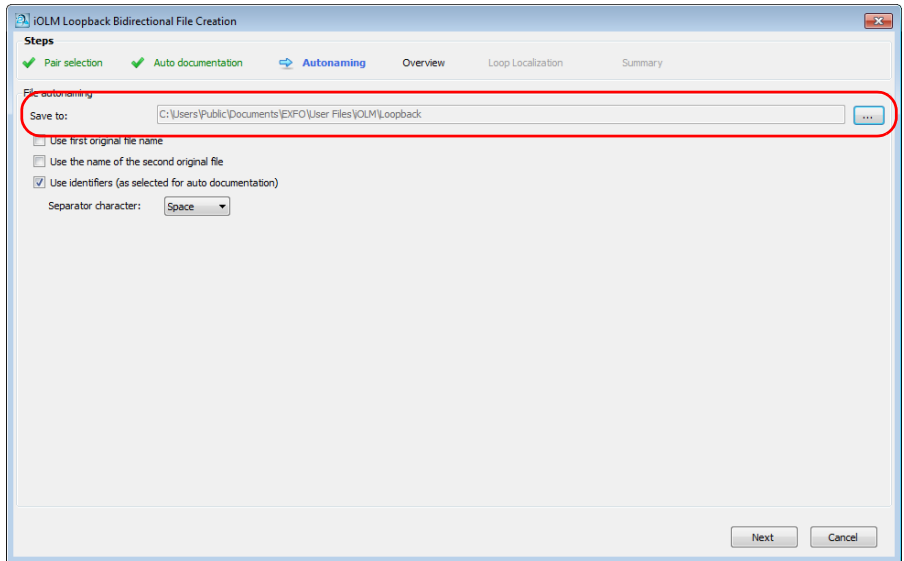 iOLM Loopback Bidirectional File Creation
Steps
Pair selection Auto documentation Autonaming Overview Loop Localization Summary
File autonaming
Save to: C:\Users\Public\Documents\EXFO\User Files\iOLM\Loopback ...
Use first original file name
Use the name of the second original file
Use identifiers (as selected for auto documentation)
Separator character: Space
Next Cancel